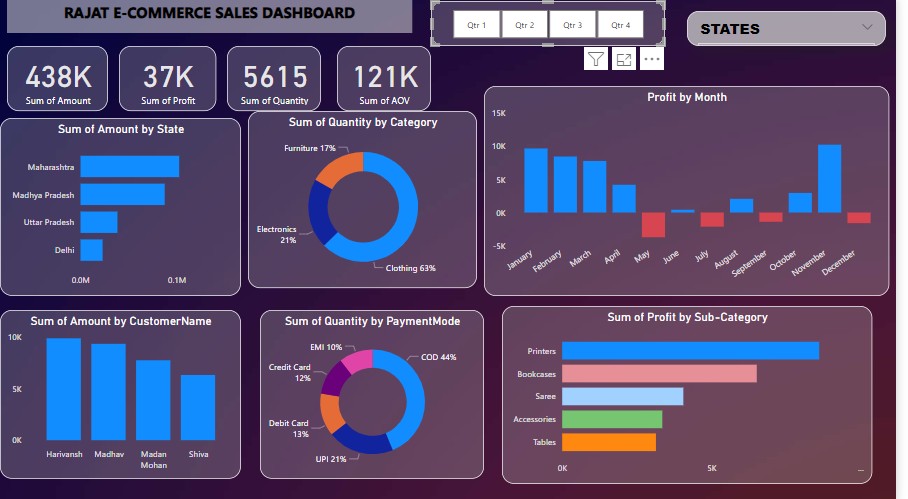 RAJAT E-COMMERCE SALES DASHBOARD
Qtr 1
Qtr 2
Qtr 3
Qtr 4
STATES
438K
Sum of Amount
37K
Sum of Profit
5615
Sum of Quantity
121K
Sum of AOV
Sum of Amount by State
Maharashtra
Madhya Pradesh
Uttar Pradesh
Delhi
0.0M
0.1M
Sum of Quantity by Category
Furniture 17%
Electronics
21%
Clothing 63%
Profit by Month
15K
10K
5K
0K
-5K
January
February
March
April
May
June
July
August
September
October
November
December
Sum of Amount by CustomerName
10K
5K
0K
Harivansh
Madhav
Madan
Mohan
Shiva
Sum of Quantity by PaymentMode
EMI 10%
COD 44%
Credit Card
12%
Debit Card
13%
UPI 21%
Sum of Profit by Sub-Category
Printers
Bookcases
Saree
Accessories
Tables
0K
5K